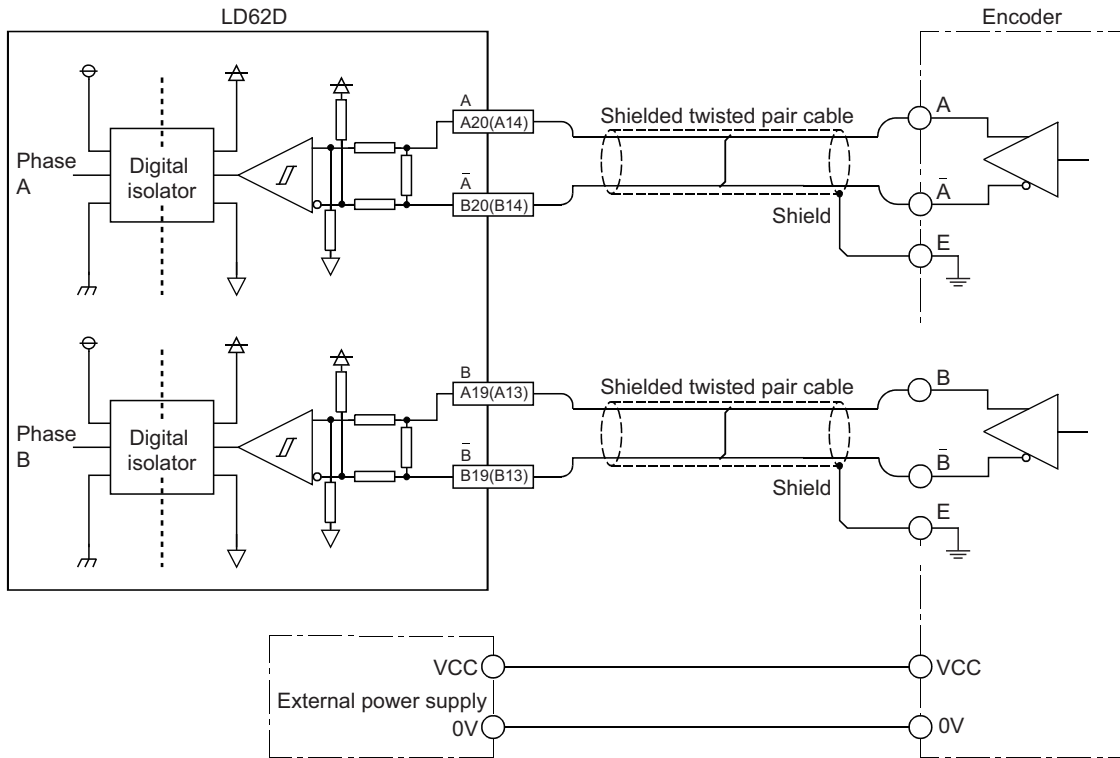 LD62D
Encoder
Phase
A
Digital
isolator
A
A20(A14)
A̅
B20(B14)
Shielded twisted pair cable
Shield
A
A̅
E
Phase
B
Digital
isolator
B
A19(A13)
B̅
B19(B13)
Shielded twisted pair cable
Shield
B
B̅
E
External power supply
VCC
0V
VCC
0V